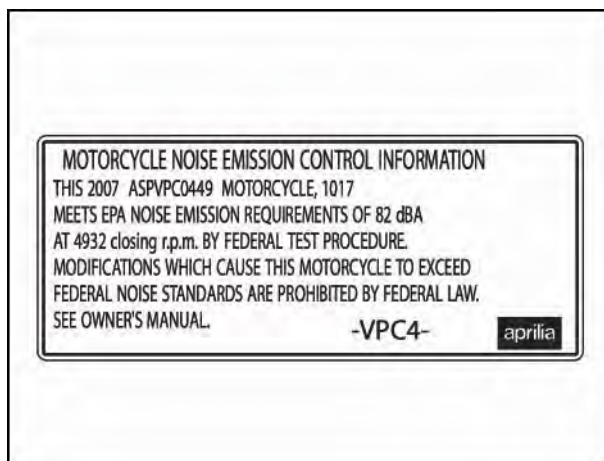 MOTORCYCLE NOISE EMISSION CONTROL INFORMATION
THIS 2007 ASPVPC0449 MOTORCYCLE, 1017
MEETS EPA NOISE EMISSION REQUIREMENTS OF 82 dBA
AT 4932 closing r.p.m. BY FEDERAL TEST PROCEDURE.
MODIFICATIONS WHICH CAUSE THIS MOTORCYCLE TO EXCEED
FEDERAL NOISE STANDARDS ARE PROHIBITED BY FEDERAL LAW.
SEE OWNER'S MANUAL.
-VPC4- aprilia